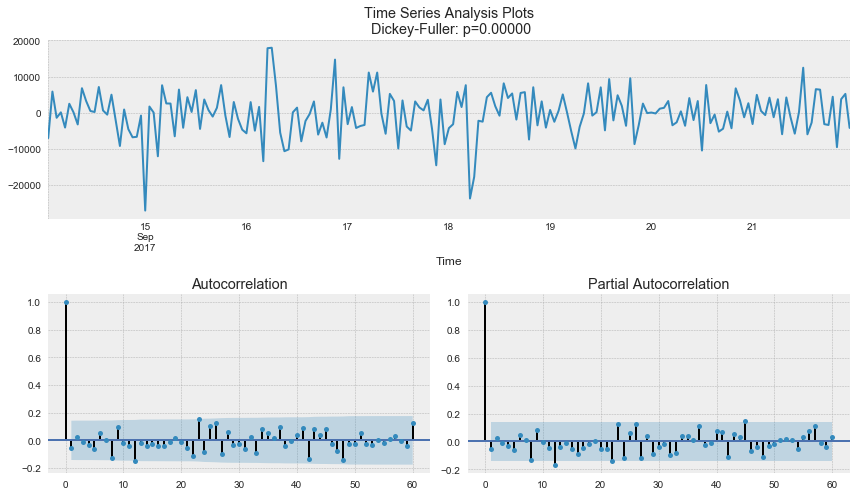 Time Series Analysis Plots
Dickey-Fuller: p=0.00000
20000
10000
0
−10000
−20000
15 16 17 18 19 20 21
Sep
2017
Time
Autocorrelation
1.0
0.8
0.6
0.4
0.2
0.0
−0.2
0 10 20 30 40 50 60
Partial Autocorrelation
1.0
0.8
0.6
0.4
0.2
0.0
−0.2
0 10 20 30 40 50 60